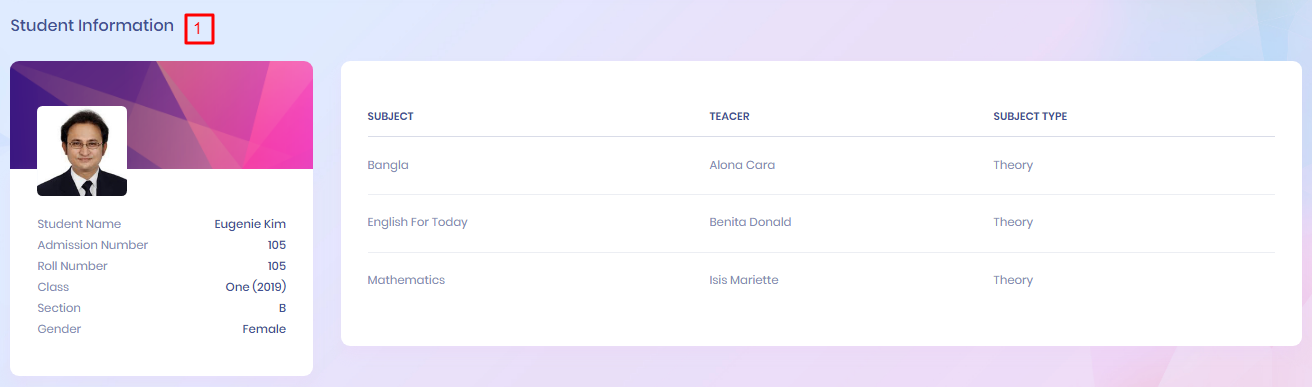 Student Information 1
Student Name Eugenie Kim
Admission Number 105
Roll Number 105
Class One (2019)
Section B
Gender Female
SUBJECT TEACER SUBJECT TYPE
Bangla Alona Cara Theory
English For Today Benita Donald Theory
Mathematics Isis Mariette Theory